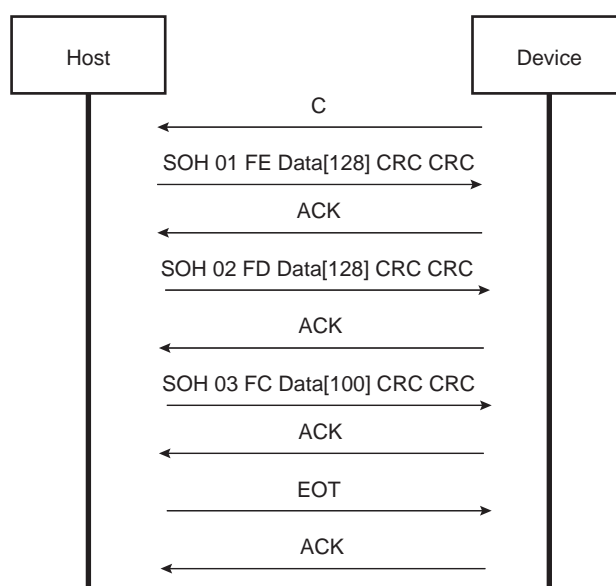 Host
Device
C
SOH 01 FE Data[128] CRC CRC
ACK
SOH 02 FD Data[128] CRC CRC
ACK
SOH 03 FC Data[100] CRC CRC
ACK
EOT
ACK